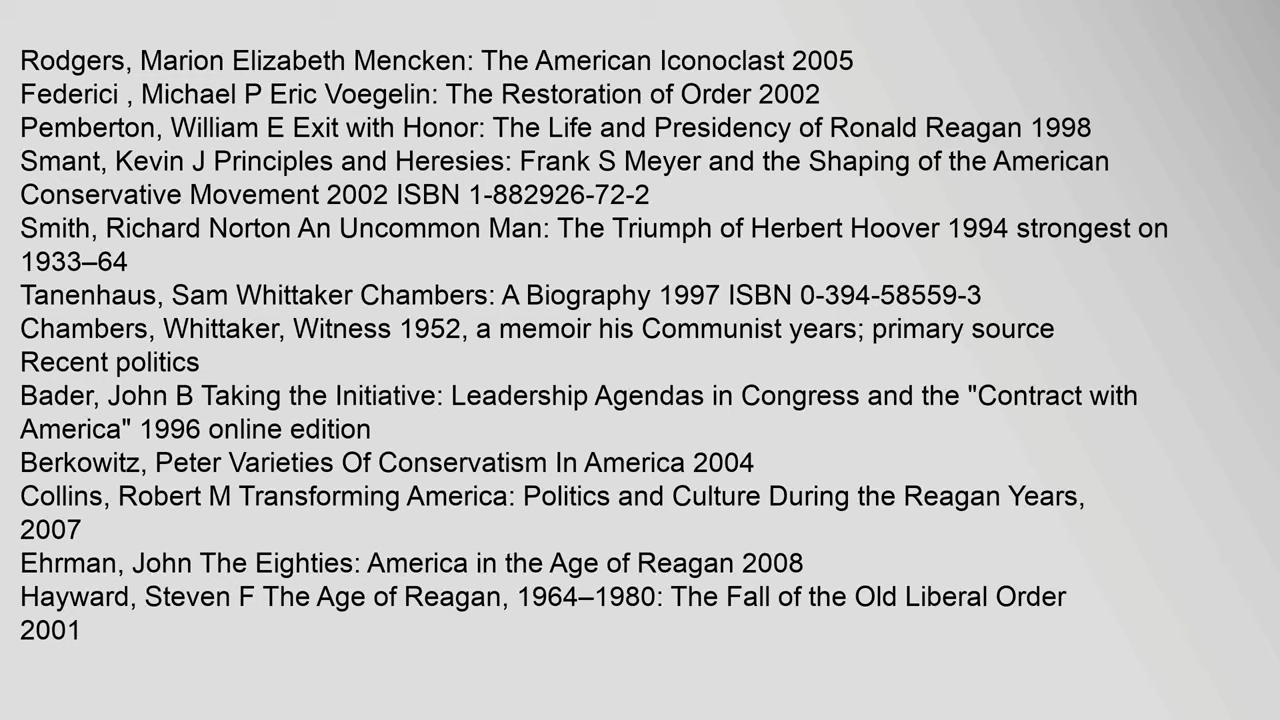 Rodgers, Marion Elizabeth Mencken: The American Iconoclast 2005
Federici , Michael P Eric Voegelin: The Restoration of Order 2002
Pemberton, William E Exit with Honor: The Life and Presidency of Ronald Reagan 1998
Smant, Kevin J Principles and Heresies: Frank S Meyer and the Shaping of the American
Conservative Movement 2002 ISBN 1-882926-72-2
Smith, Richard Norton An Uncommon Man: The Triumph of Herbert Hoover 1994 strongest on
1933–64
Tanenhaus, Sam Whittaker Chambers: A Biography 1997 ISBN 0-394-58559-3
Chambers, Whittaker, Witness 1952, a memoir his Communist years; primary source
Recent politics
Bader, John B Taking the Initiative: Leadership Agendas in Congress and the "Contract with
America" 1996 online edition
Berkowitz, Peter Varieties Of Conservatism In America 2004
Collins, Robert M Transforming America: Politics and Culture During the Reagan Years,
2007
Ehrman, John The Eighties: America in the Age of Reagan 2008
Hayward, Steven F The Age of Reagan, 1964–1980: The Fall of the Old Liberal Order
2001